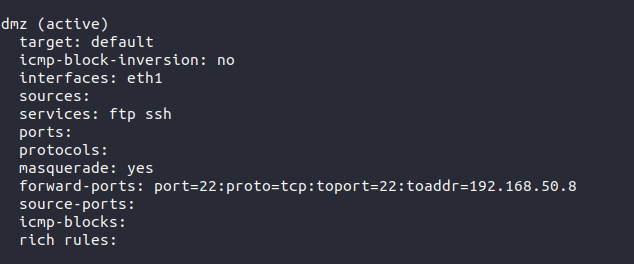 dmz (active)
target: default
icmp-block-inversion: no
interfaces: eth1
sources:
services: ftp ssh
ports:
protocols:
masquerade: yes
forward-ports: port=22:proto=tcp:toport=22:toaddr=192.168.50.8
source-ports:
icmp-blocks:
rich rules: